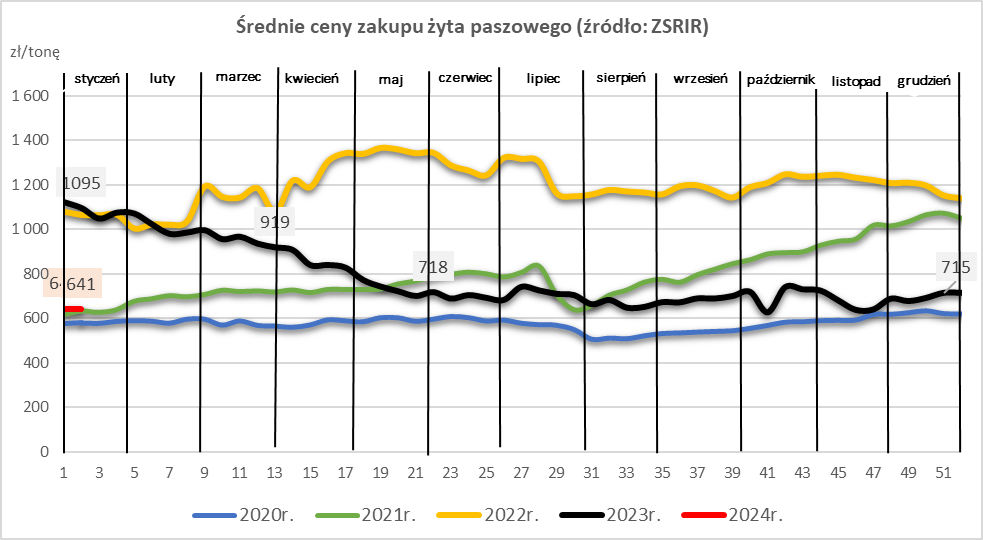 Średnie ceny zakupu żyta paszowego (źródło: ZSRIR)
zł/tonę
styczeń luty marzec kwiecień maj czerwiec lipiec sierpień wrzesień październik listopad grudzień
1 600
1 400
1 200
1095
1 000
919
800
718
715
641
600
400
200
0
1 3 5 7 9 11 13 15 17 19 21 23 25 27 29 31 33 35 37 39 41 43 45 47 49 51
2020r. 2021r. 2022r. 2023r. 2024r.